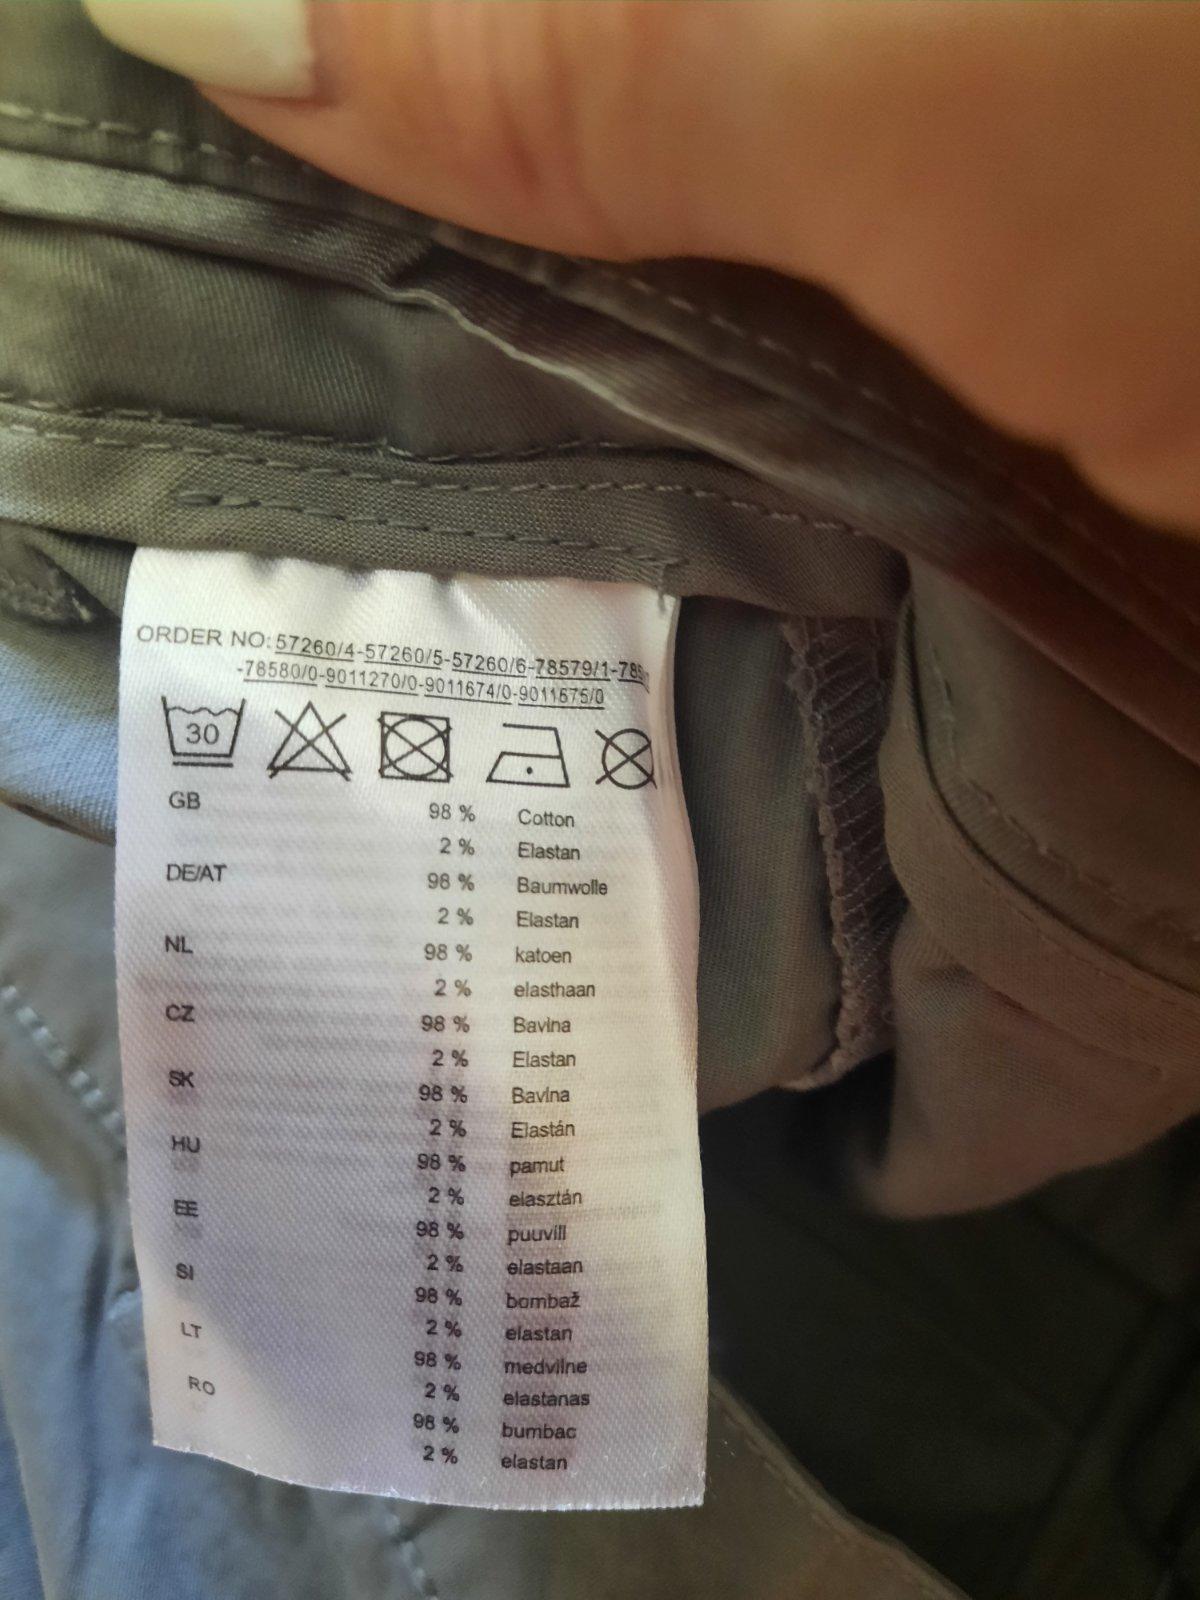 ORDER NO: 57260/4-57260/5-57260/6-78579/1-785
-78580/0-9011270/0-9011674/0-9011675/0
30
GB 98 % Cotton
2 % Elastan
DE/AT 98 % Baumwolle
2 % Elastan
NL 98 % katoen
2 % elasthaan
CZ 98 % Bavlna
2 % Elastan
SK 98 % Bavlna
2 % Elastán
HU 98 % pamut
2 % elasztán
EE 98 % puuvill
2 % elastaan
SI 98 % bombaž
2 % elastan
LT 98 % medvilne
2 % elastanas
RO 98 % bumbac
2 % elastan